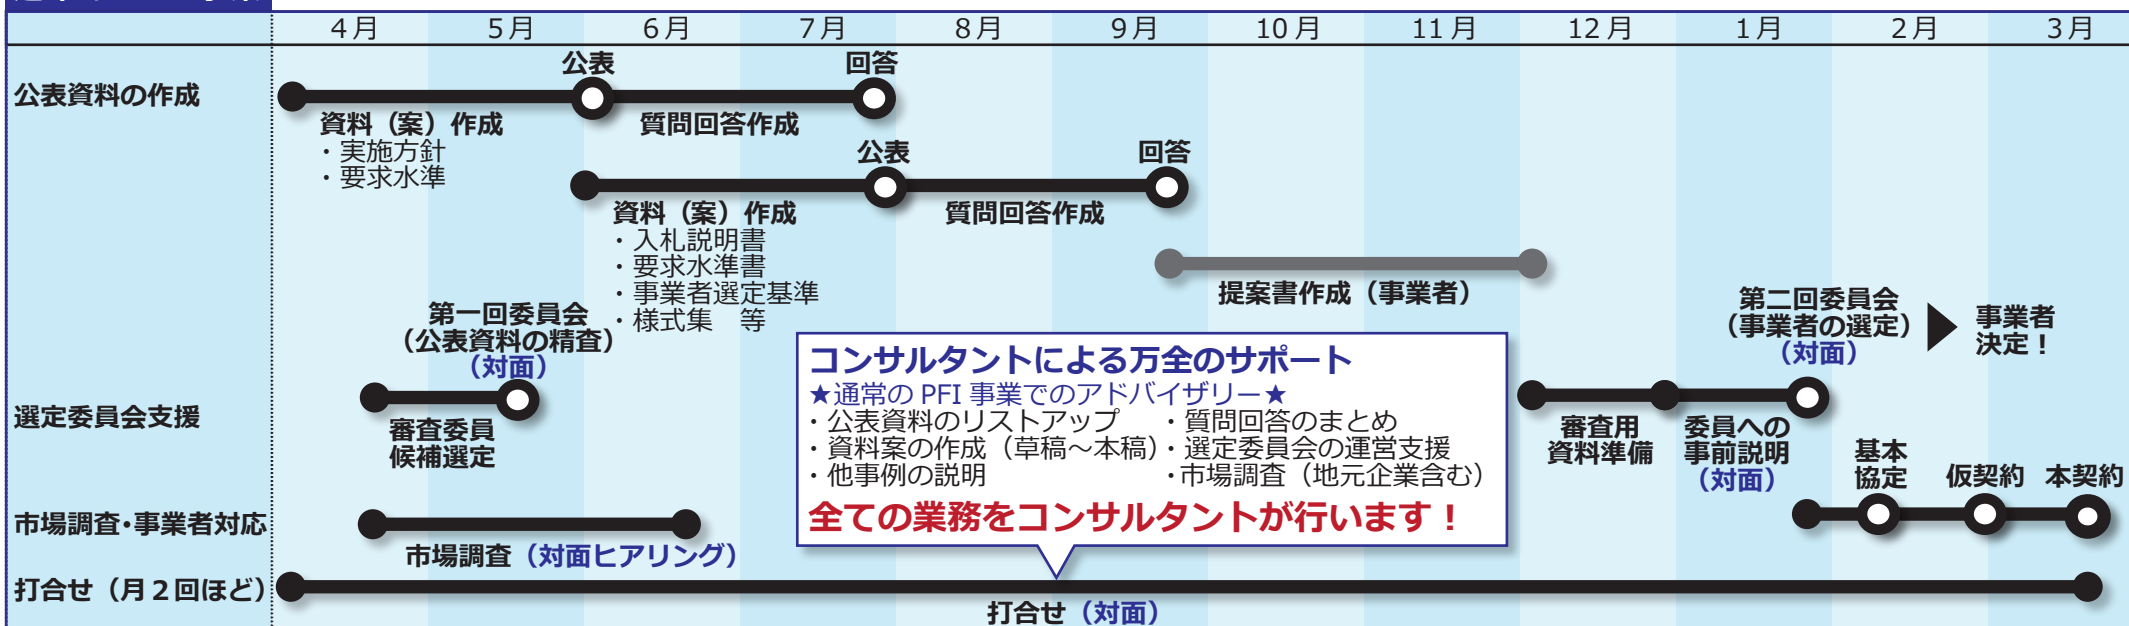 4月 5月 6月 7月 8月 9月 10月 11月 12月 1月 2月 3月
公表資料の作成
公表
回答
資料（案）作成
・実施方針
・要求水準
質問回答作成
公表
回答
資料（案）作成
・入札説明書
・要求水準書
・事業者選定基準
・様式集　等
質問回答作成
提案書作成（事業者）
選定委員会支援
第一回委員会
（公表資料の精査）
（対面）
審査委員
候補選定
第二回委員会
（事業者の選定）
（対面）
事業者
決定！
審査用
資料準備
委員への
事前説明
（対面）
コンサルタントによる万全のサポート
★通常の PFI 事業でのアドバイザリー★
・公表資料のリストアップ ・質問回答のまとめ
・資料案の作成（草稿～本稿）・選定委員会の運営支援
・他事例の説明 ・市場調査（地元企業含む）
全ての業務をコンサルタントが行います！
市場調査・事業者対応
市場調査（対面ヒアリング）
基本
協定
仮契約
本契約
打合せ（月２回ほど）
打合せ（対面）